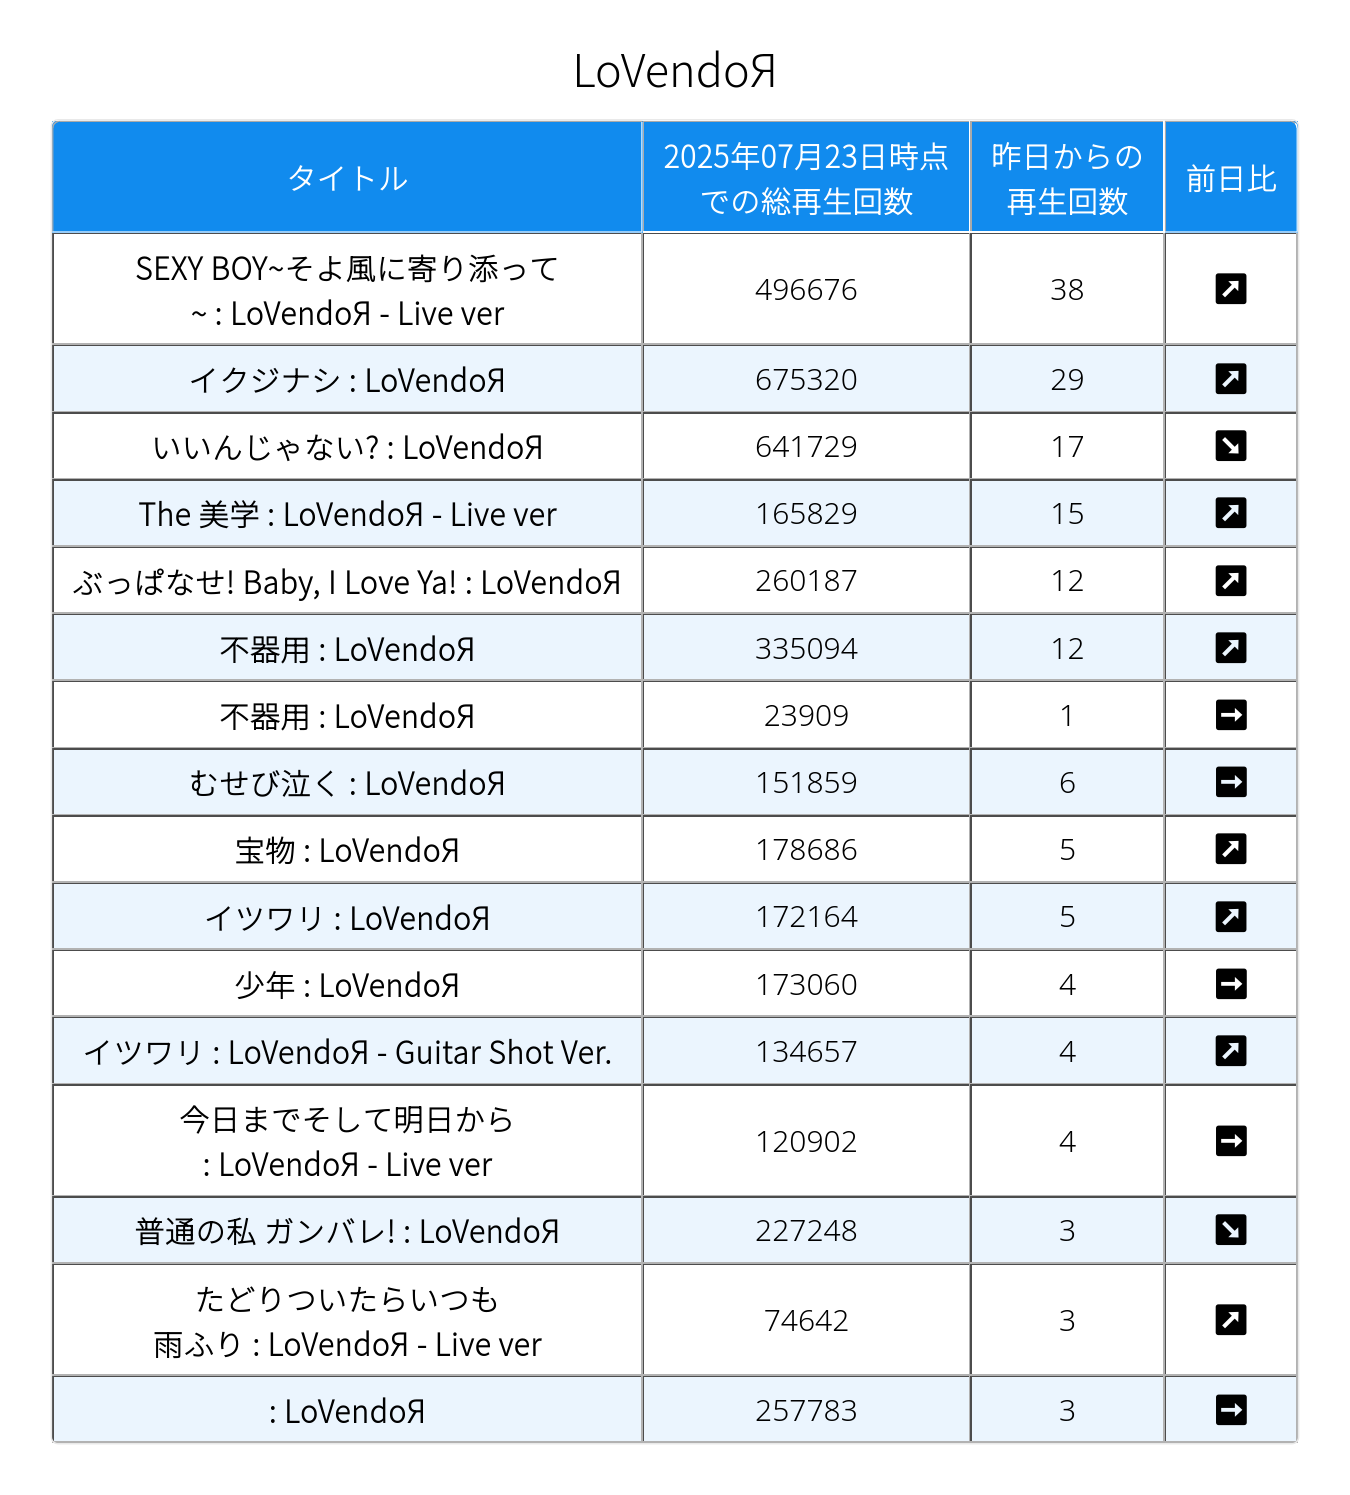 LoVendoЯ
タイトル
2025年07月23日時点
での総再生回数
昨日からの
再生回数
前日比
SEXY BOY~そよ風に寄り添って
~ : LoVendoЯ - Live ver
496676
38
イクジナシ : LoVendoЯ
675320
29
いいんじゃない? : LoVendoЯ
641729
17
The 美学 : LoVendoЯ - Live ver
165829
15
ぶっぱなせ! Baby, I Love Ya! : LoVendoЯ
260187
12
不器用 : LoVendoЯ
335094
12
不器用 : LoVendoЯ
23909
1
むせび泣く : LoVendoЯ
151859
6
宝物 : LoVendoЯ
178686
5
イツワリ : LoVendoЯ
172164
5
少年 : LoVendoЯ
173060
4
イツワリ : LoVendoЯ - Guitar Shot Ver.
134657
4
今日までそして明日から
: LoVendoЯ - Live ver
120902
4
普通の私 ガンバレ! : LoVendoЯ
227248
3
たどりついたらいつも
雨ふり : LoVendoЯ - Live ver
74642
3
: LoVendoЯ
257783
3